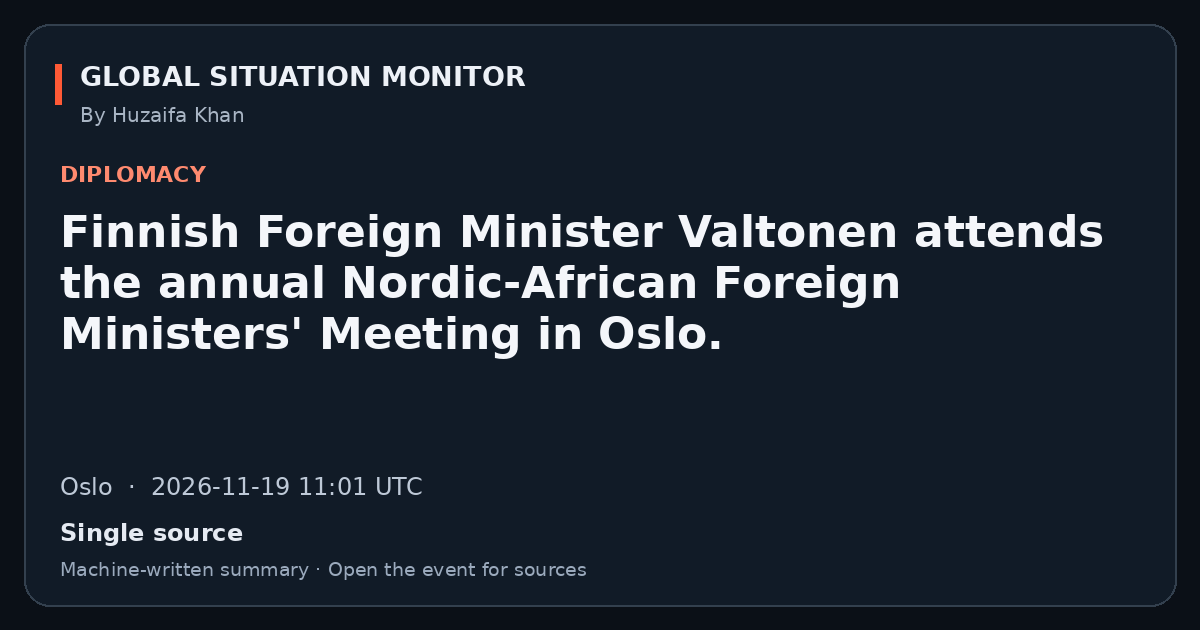 GLOBAL SITUATION MONITOR
By Huzaifa Khan
DIPLOMACY
Finnish Foreign Minister Valtonen attends
the annual Nordic-African Foreign
Ministers' Meeting in Oslo.
Oslo · 2026-11-19 11:01 UTC
Single source
Machine-written summary · Open the event for sources